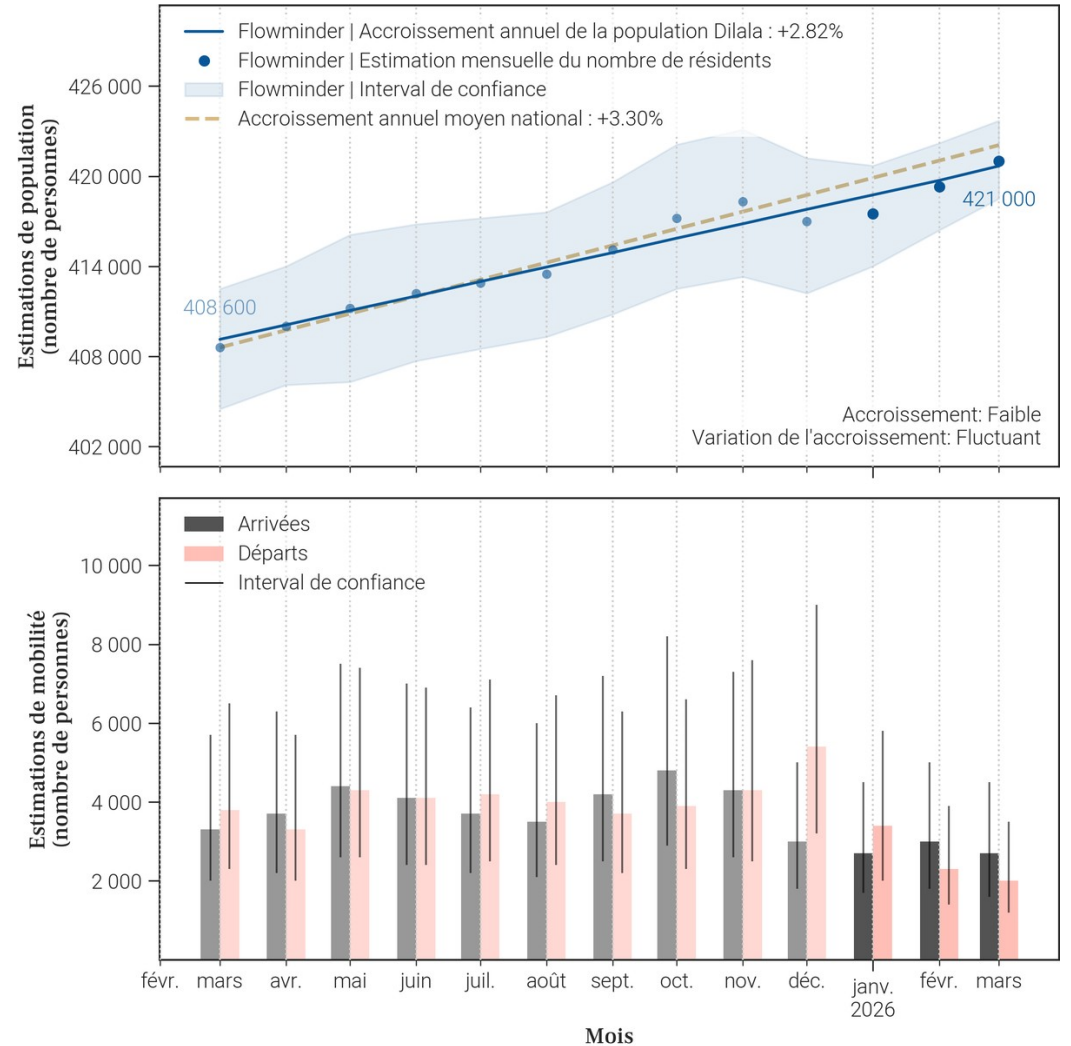 Flowminder | Accroissement annuel de la population Dilala : +2.82%
Flowminder | Estimation mensuelle du nombre de résidents
Flowminder | Interval de confiance
Accroissement annuel moyen national : +3.30%
Estimations de population
(nombre de personnes)
426 000
420 000
414 000
408 000
402 000
408 600
421 000
Accroissement: Faible
Variation de l'accroissement: Fluctuant
Arrivées
Départs
Interval de confiance
Estimations de mobilité
(nombre de personnes)
10 000
8 000
6 000
4 000
2 000
févr. mars avr. mai juin juil. août sept. oct. nov. déc. janv. févr. mars
2026
Mois